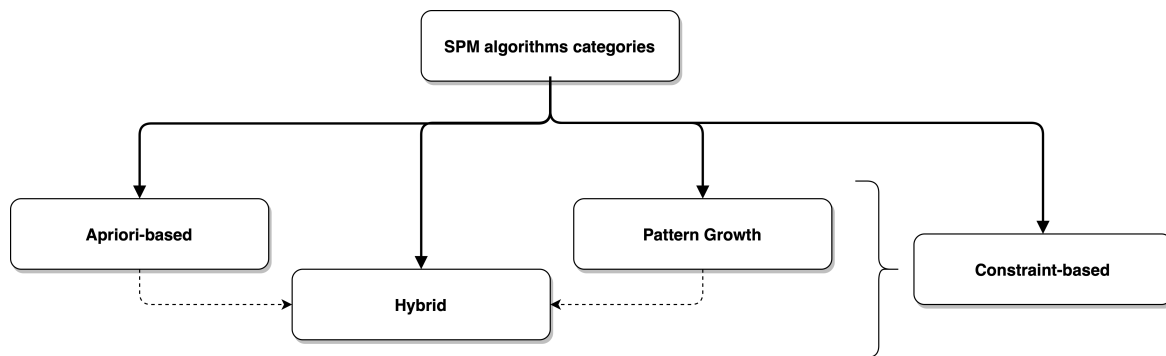 SPM algorithms categories
Apriori-based
Pattern Growth
Constraint-based
Hybrid